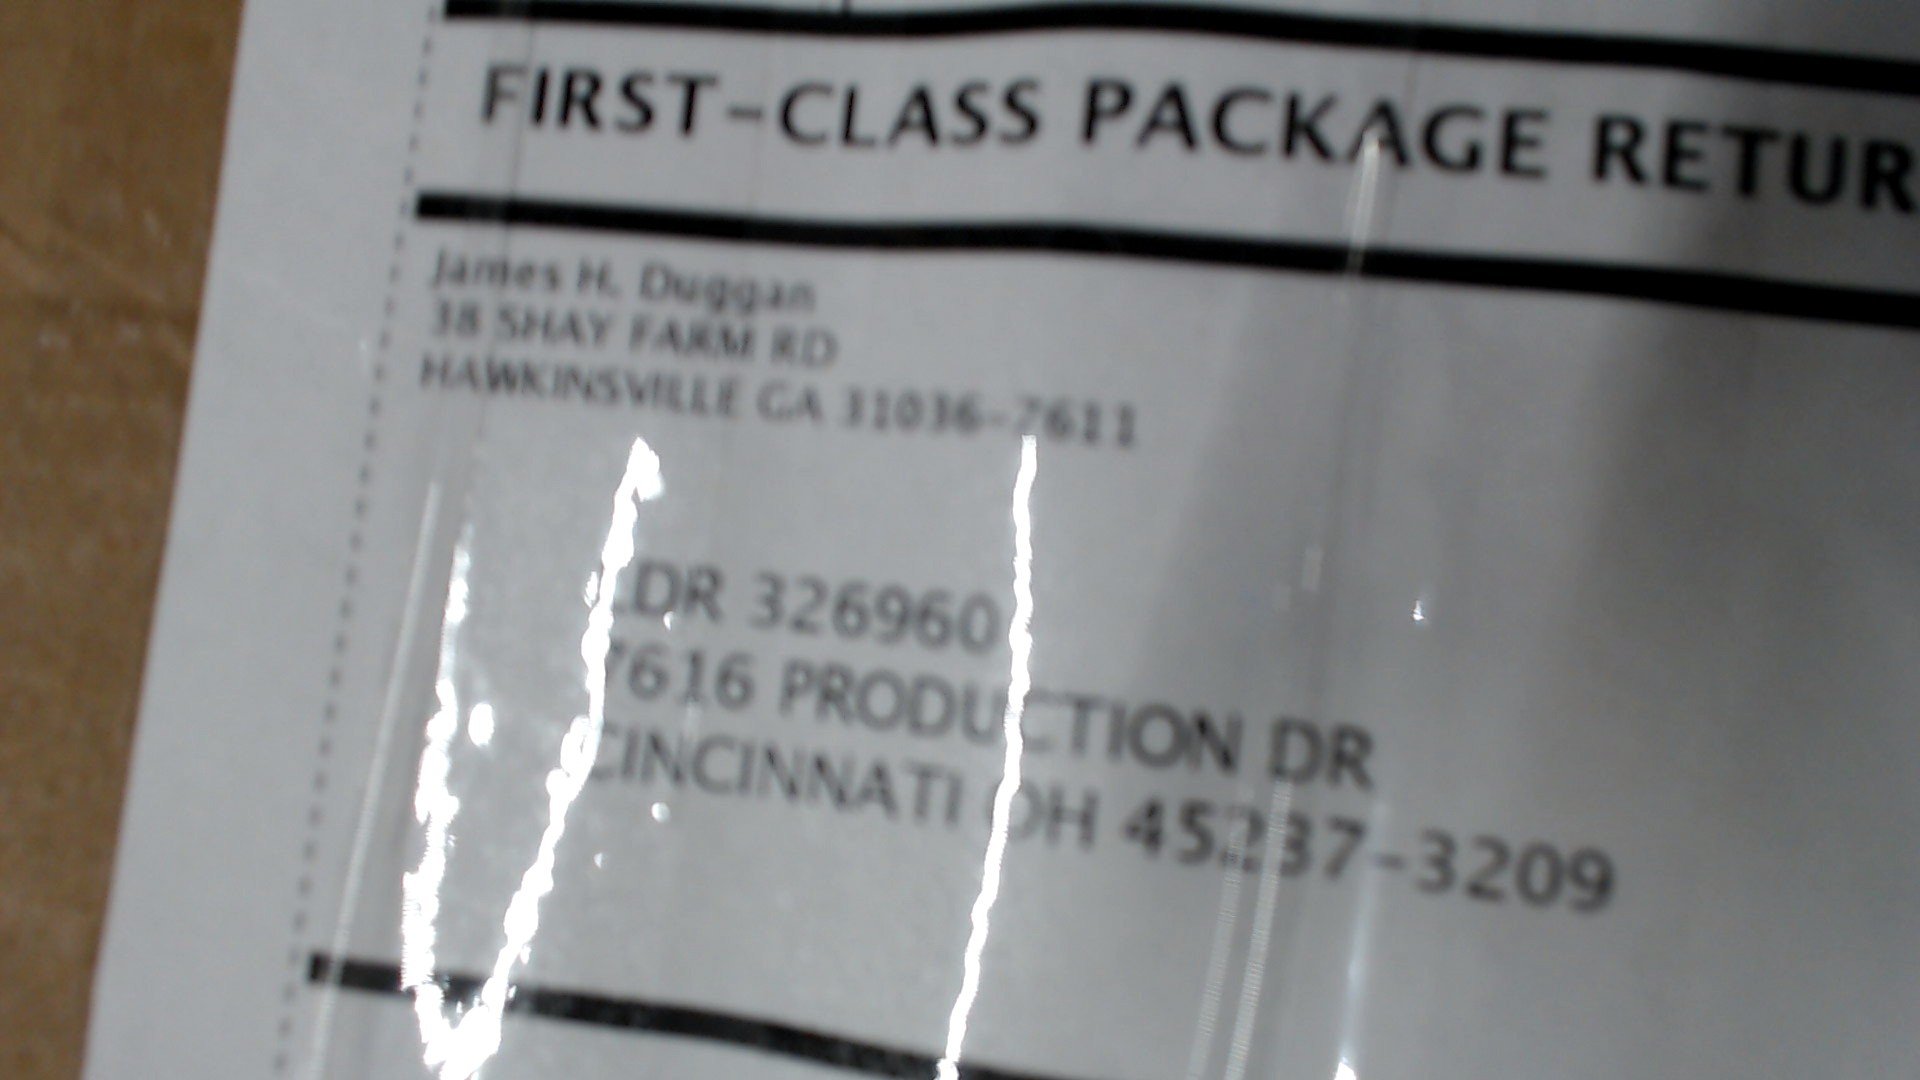 FIRST-CLASS PACKAGE RETUR
James H. Duggan
38 SHAY FARM RD
HAWKINSVILLE GA 31036-7611
LDR 326960
7616 PRODUCTION DR
CINCINNATI OH 45237-3209